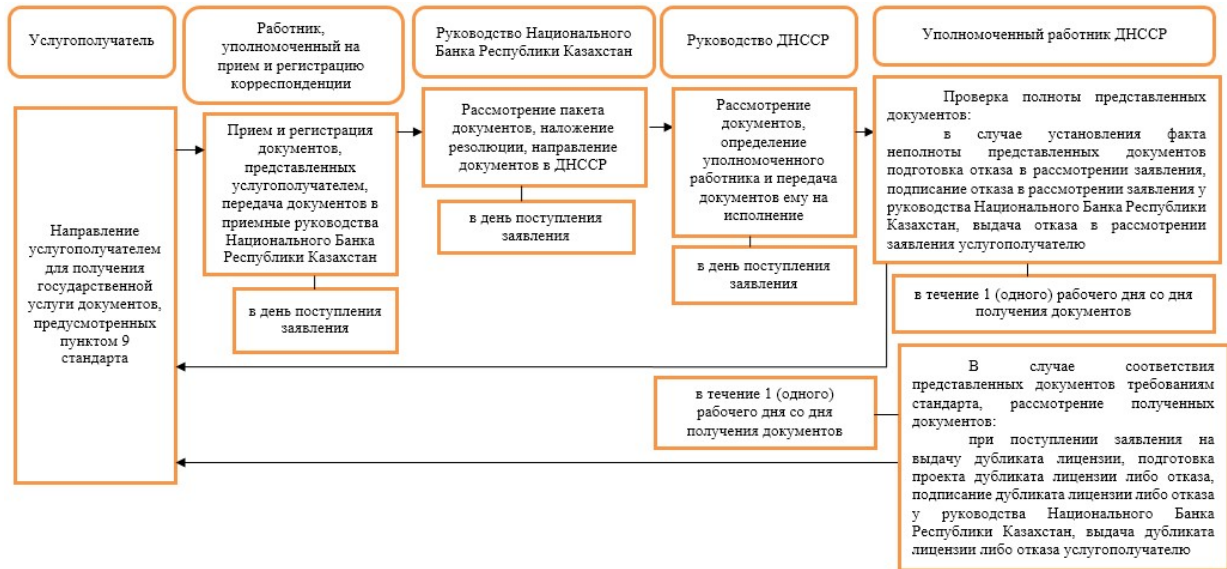 Услугополучатель
Работник,
уполномоченный на
прием и регистрацию
корреспонденции
Руководство Национального
Банка Республики Казахстан
Руководство ДНССР
Уполномоченный работник ДНССР
Направление
услугополучателем
для получения
государственной
услуги документов,
предусмотренных
пунктом 9
стандарта
Прием и регистрация
документов,
представленных
услугополучателем,
передача документов в
приемные руководства
Национального Банка
Республики Казахстан
в день поступления
заявления
Рассмотрение пакета
документов, наложение
резолюции, направление
документов в ДНССР
в день поступления
заявления
Рассмотрение
документов,
определение
уполномоченного
работника и передача
документов ему на
исполнение
в день поступления
заявления
Проверка полноты представленных
документов:
в случае установления факта
неполноты представленных документов
подготовка отказа в рассмотрении заявления,
подписание отказа в рассмотрении заявления у
руководства Национального Банка Республики
Казахстан, выдача отказа в рассмотрении
заявления услугополучателю
в течение 1 (одного) рабочего дня со дня
получения документов
в течение 1 (одного)
рабочего дня со дня
получения документов
В случае соответствия
представленных документов требованиям
стандарта, рассмотрение полученных
документов:
при поступлении заявления на
выдачу дубликата лицензии, подготовка
проекта дубликата лицензии либо отказа,
подписание дубликата лицензии либо отказа
у руководства Национального Банка
Республики Казахстан, выдача дубликата
лицензии либо отказа услугополучателю